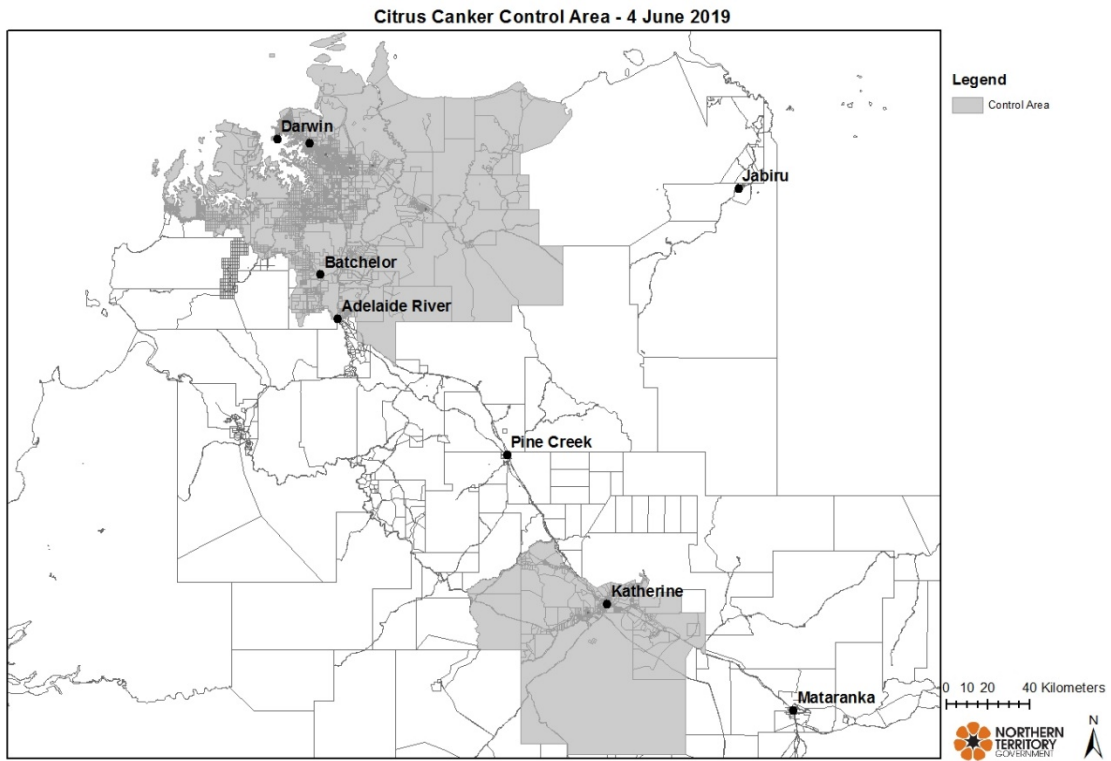 Citrus Canker Control Area - 4 June 2019
Legend
Control Area
Darwin
Jabiru
Batchelor
Adelaide River
Pine Creek
Katherine
Mataranka
0 10 20 40 Kilometers
NORTHERN
TERRITORY
GOVERNMENT
N